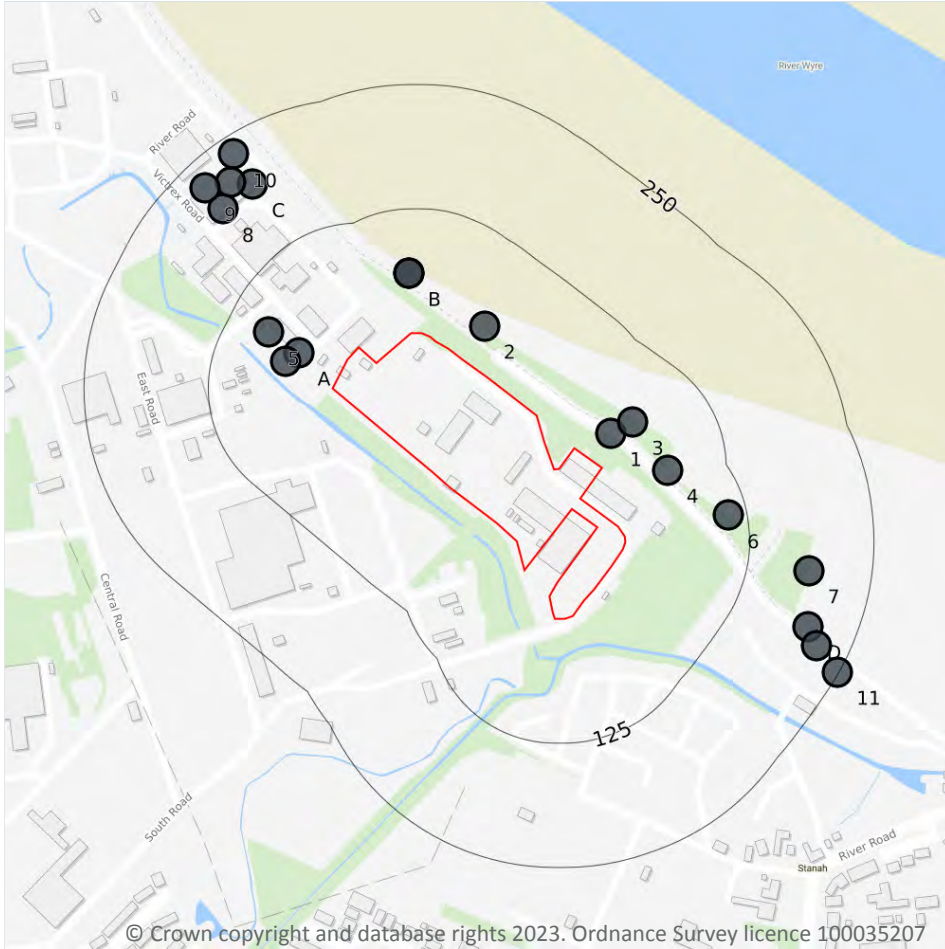 River Wyre
River Road
Victrex Road
250
10
9
C
8
B
2
5
A
East Road
1
3
4
6
7
D
11
Central Road
125
South Road
River Road
Stanah
© Crown copyright and database rights 2023. Ordnance Survey licence 100035207